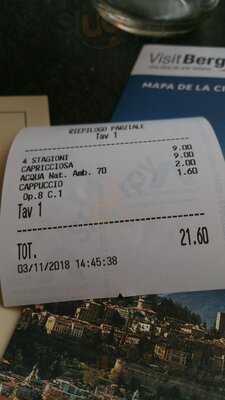 VisitBerg
MAPA DE LA CI
RIEPILOGO PARZIALE
Tav 1
4 STAGIONI 9.00
CAPRICCIOSA 9.00
ACQUA Nat. Amb. 70 2.00
CAPPUCCIO 1.60
Op.8 C.1
Tav 1
TOT. 21.60
03/11/2018 14:45:38